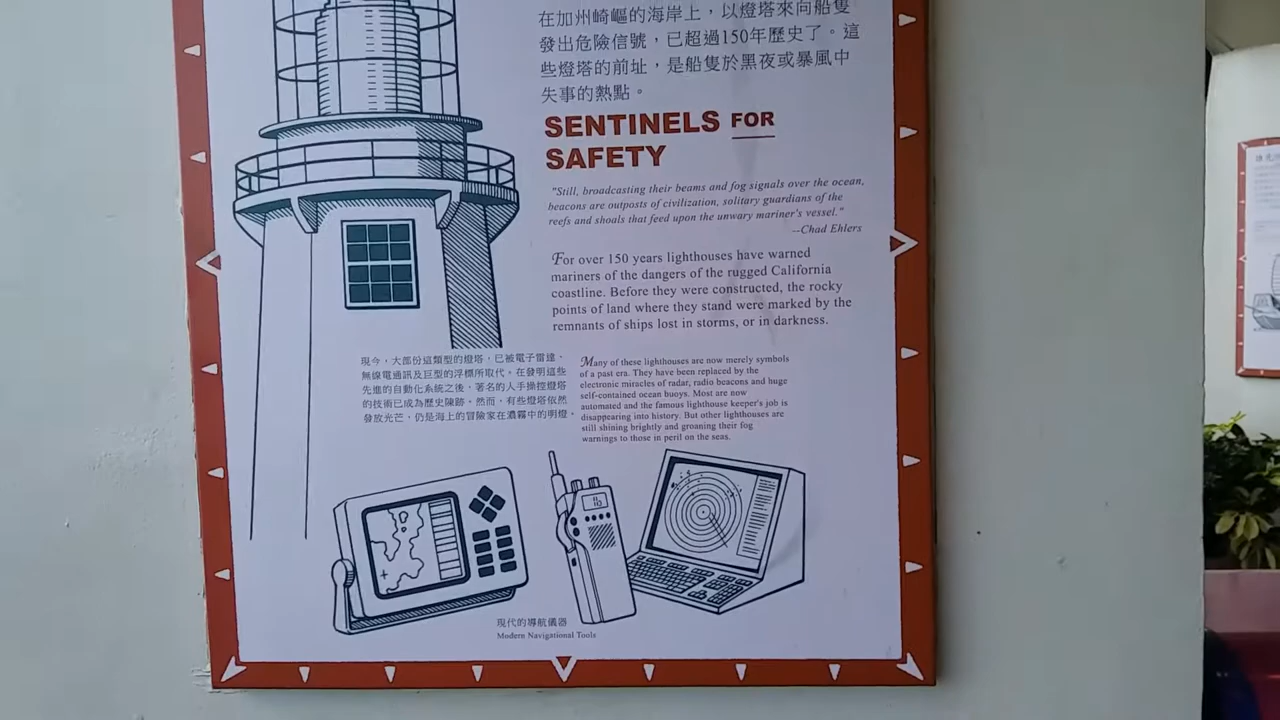 在加州崎嶇的海岸上，以燈塔來向船隻
發出危險信號，已超過150年歷史了。這
些燈塔的前址，是船隻於黑夜或暴風中
失事的熱點。
SENTINELS FOR
SAFETY
"Still, broadcasting their beams and fog signals over the ocean,
beacons are outposts of civilization, solitary guardians of the
reefs and shoals that feed upon the unwary mariner's vessel."
--Chad Ehlers
For over 150 years lighthouses have warned
mariners of the dangers of the rugged California
coastline. Before they were constructed, the rocky
points of land where they stand were marked by the
remnants of ships lost in storms, or in darkness.
現今，大部份這類型的燈塔，已被電子雷達、
無線電通訊及巨型的浮標所取代。在發明這些
先進的自動化系統之後，著名的人手操控燈塔
的技術已成為歷史陳跡。然而，有些燈塔依然
發放光芒，仍是海上的冒險家在濃霧中的明燈。
Many of these lighthouses are now merely symbols
of a past era. They have been replaced by the
electronic miracles of radar, radio beacons and huge
self-contained ocean buoys. Most are now
automated and the famous lighthouse keeper's job is
disappearing into history. But other lighthouses are
still shining brightly and groaning their fog
warnings to those in peril on the seas.
現代的導航儀器
Modern Navigational Tools